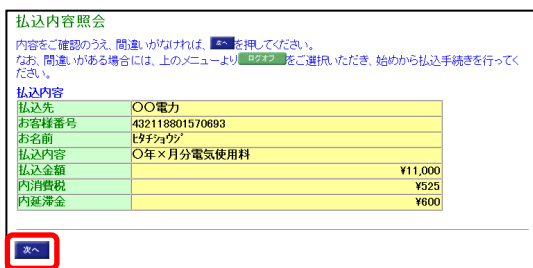 払込内容照会
内容をご確認のうえ、間違いがなければ、 次へ を押してください。
なお、間違いがある場合には、上のメニューより ログオフ をご選択いただき、始めから払込手続きを行ってく
ださい。
払込内容
払込先 〇〇電力
お客様番号 432118801570693
お名前 ﾋﾀﾁｼｮｳｼﾞ
払込内容 〇年×月分電気使用料
払込金額 ¥11,000
内消費税 ¥525
内延滞金 ¥600
次へ